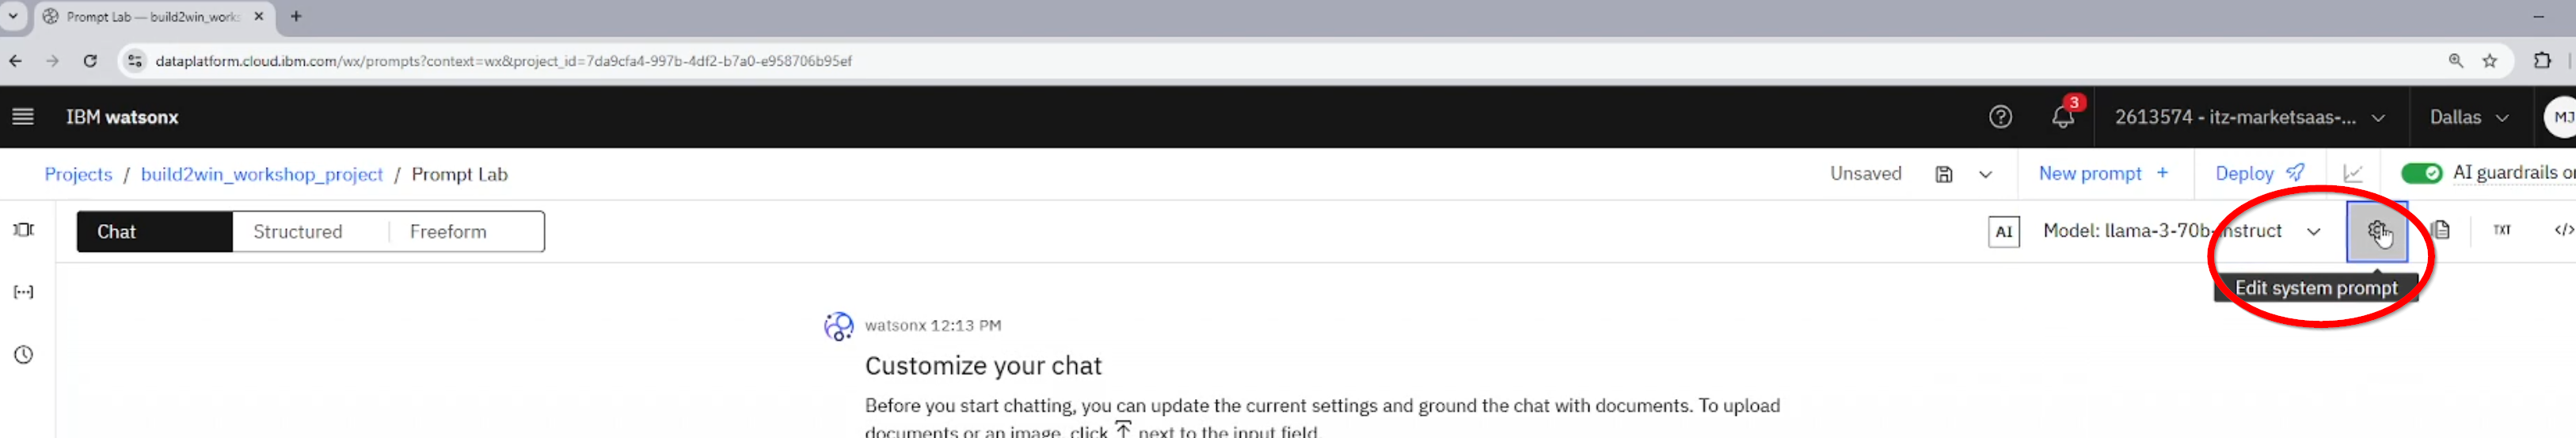 Prompt Lab — build2win_works
dataplatform.cloud.ibm.com/wx/prompts?context=wx&project_id=7da9cfa4-997b-4df2-b7a0-e958706b95ef
IBM watsonx
3
2613574 - itz-marketsaas-...
Dallas
MJ
Projects / build2win_workshop_project / Prompt Lab
Unsaved
New prompt +
Deploy
AI guardrails on
Chat
Structured
Freeform
AI
Model: llama-3-70b-instruct
TXT
</>
Edit system prompt
watsonx 12:13 PM
Customize your chat
Before you start chatting, you can update the current settings and ground the chat with documents. To upload
documents or an image, click next to the input field.